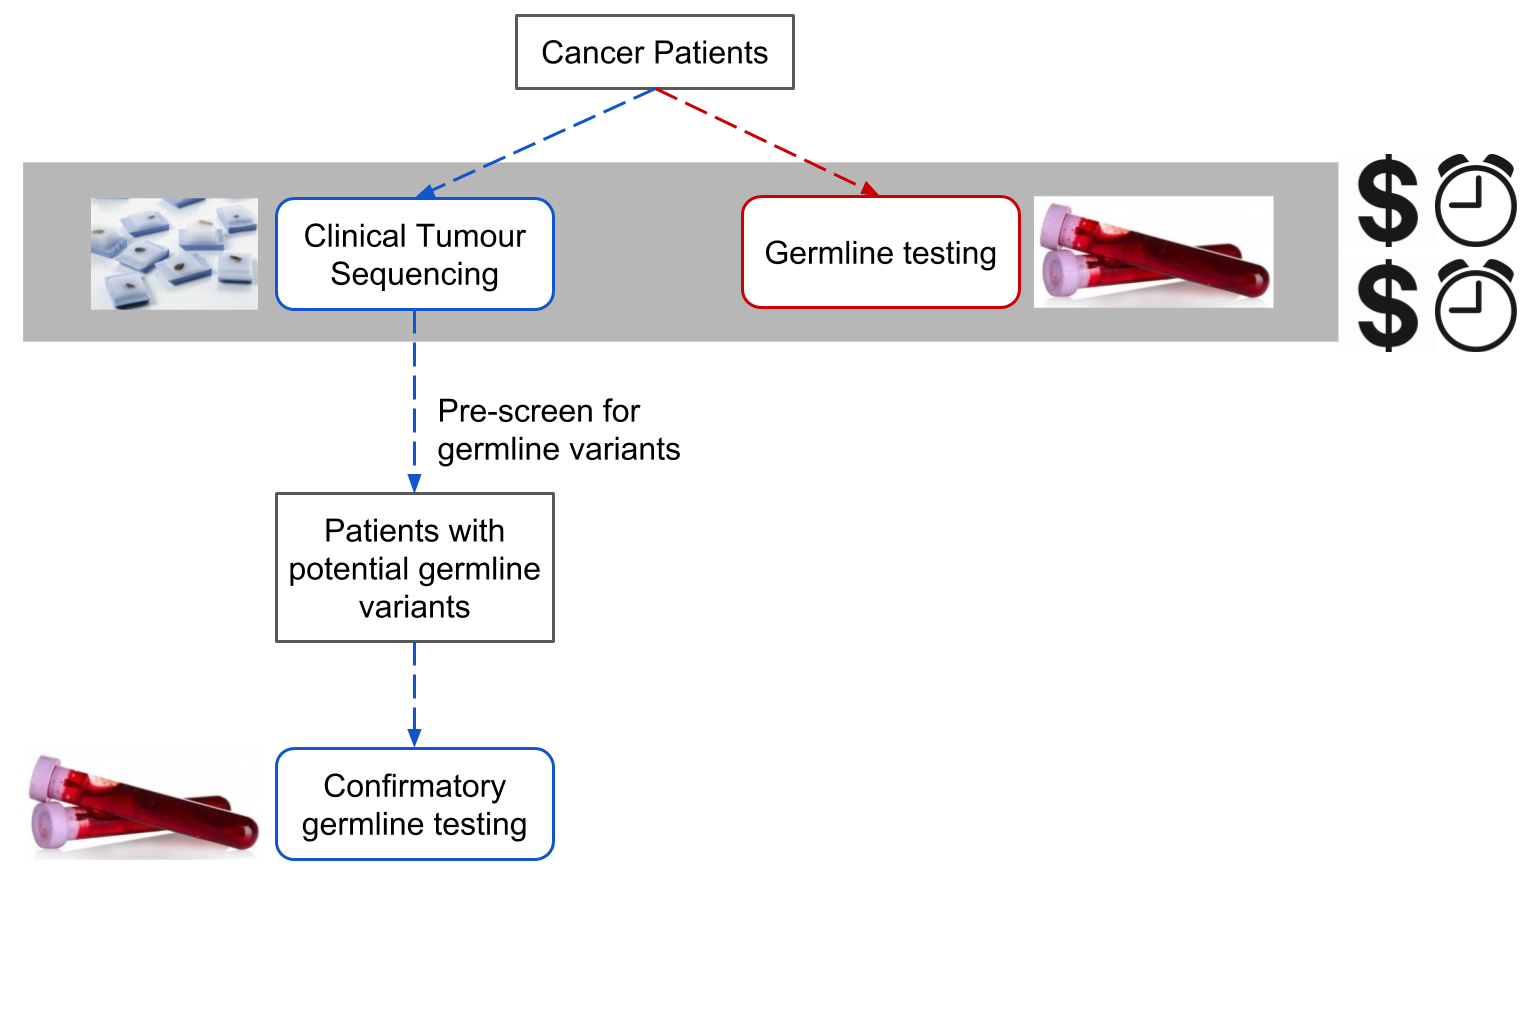 Cancer Patients
Clinical Tumour
Sequencing
Germline testing
$
$
Pre-screen for
germline variants
Patients with
potential germline
variants
Confirmatory
germline testing